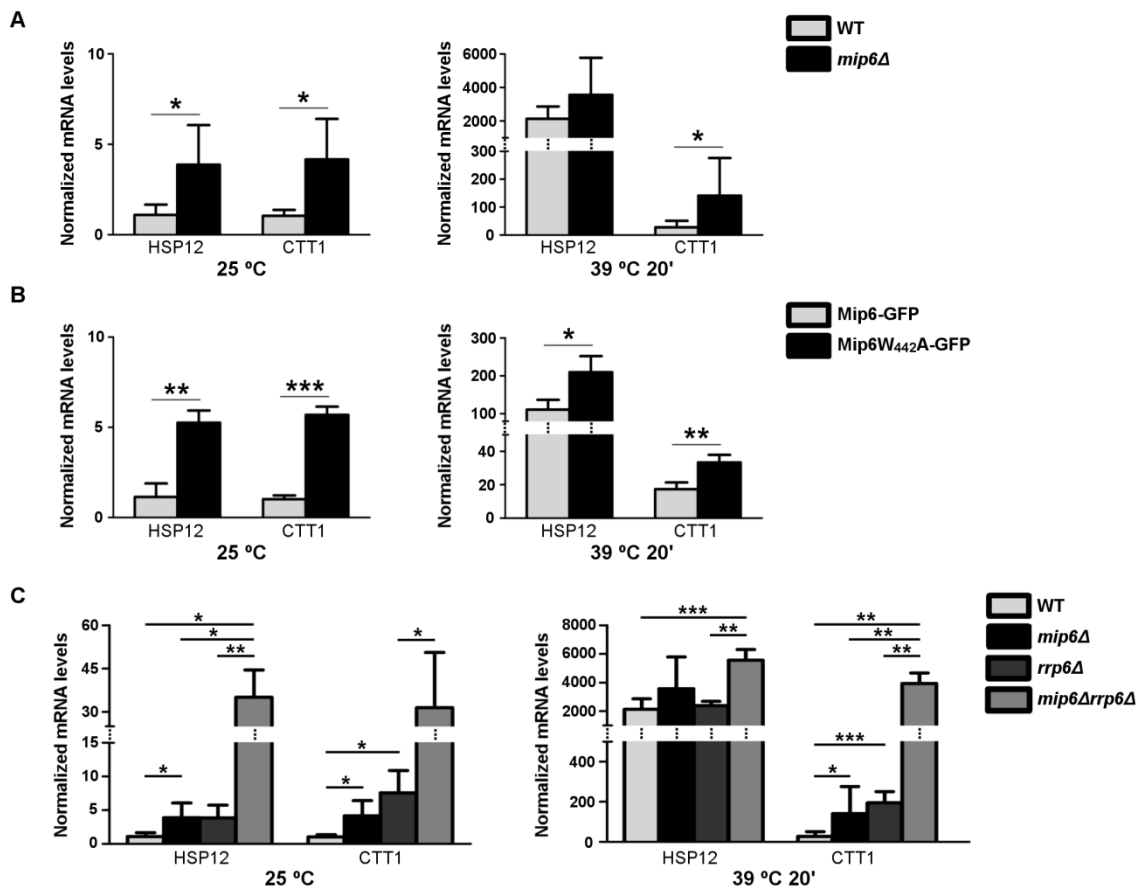 A
Normalized mRNA levels
10
5
0
*
*
HSP12
CTT1
25 ºC
Normalized mRNA levels
6000
4000
2000
300
200
100
0
*
HSP12
CTT1
39 ºC 20'
WT
mip6Δ
B
Normalized mRNA levels
10
5
0
**
***
HSP12
CTT1
25 ºC
Normalized mRNA levels
300
200
100
40
20
0
*
**
HSP12
CTT1
39 ºC 20'
Mip6-GFP
Mip6W442A-GFP
C
Normalized mRNA levels
60
45
30
15
10
5
0
*
*
**
*
*
*
*
HSP12
CTT1
25 ºC
Normalized mRNA levels
8000
6000
4000
2000
400
200
0
***
**
**
**
**
***
*
HSP12
CTT1
39 ºC 20'
WT
mip6Δ
rrp6Δ
mip6Δrrp6Δ